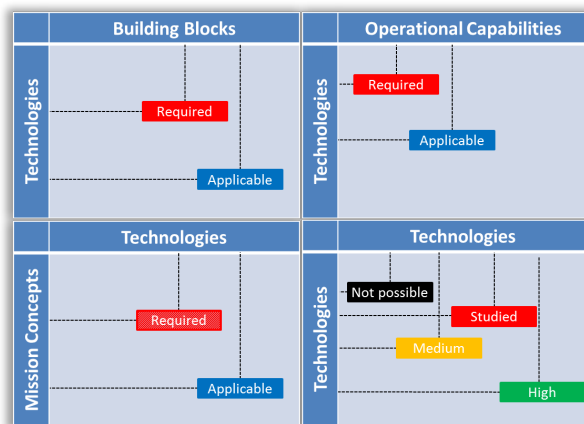 Building Blocks
Technologies
Required
Applicable
Operational Capabilities
Technologies
Required
Applicable
Technologies
Mission Concepts
Required
Applicable
Technologies
Technologies
Not possible
Studied
Medium
High